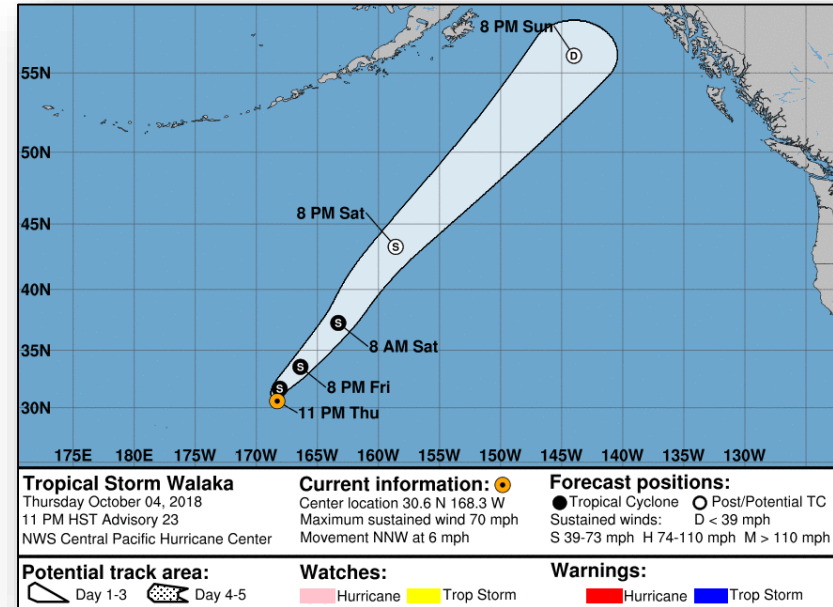 8 PM Sun
D
55N
50N
45N
8 PM Sat
S
40N
35N
S
8 AM Sat
S
8 PM Fri
S
30N
11 PM Thu
175E 180E 170W 165W 160W 155W 150W 145W 140W 130W
Tropical Storm Walaka
Thursday October 04, 2018
11 PM HST Advisory 23
NWS Central Pacific Hurricane Center
Current information:
Center location 30.6 N 168.3 W
Maximum sustained wind 70 mph
Movement NNW at 6 mph
Forecast positions:
Tropical Cyclone Post/Potential TC
Sustained winds: D < 39 mph
S 39-73 mph H 74-110 mph M > 110 mph
Potential track area:
Day 1-3 Day 4-5
Watches:
Hurricane Trop Storm
Warnings:
Hurricane Trop Storm